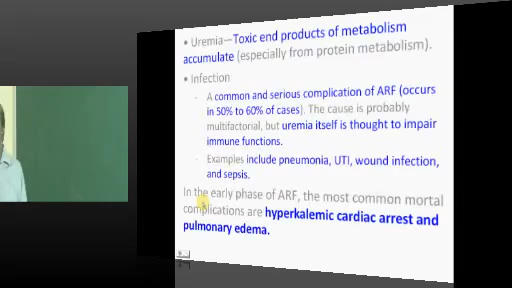 • Uremia—Toxic end products of metabolism
accumulate (especially from protein metabolism).
• Infection
- A common and serious complication of ARF (occurs
in 50% to 60% of cases). The cause is probably
multifactorial, but uremia itself is thought to impair
immune functions.
- Examples include pneumonia, UTI, wound infection,
and sepsis.
In the early phase of ARF, the most common mortal
complications are hyperkalemic cardiac arrest and
pulmonary edema.